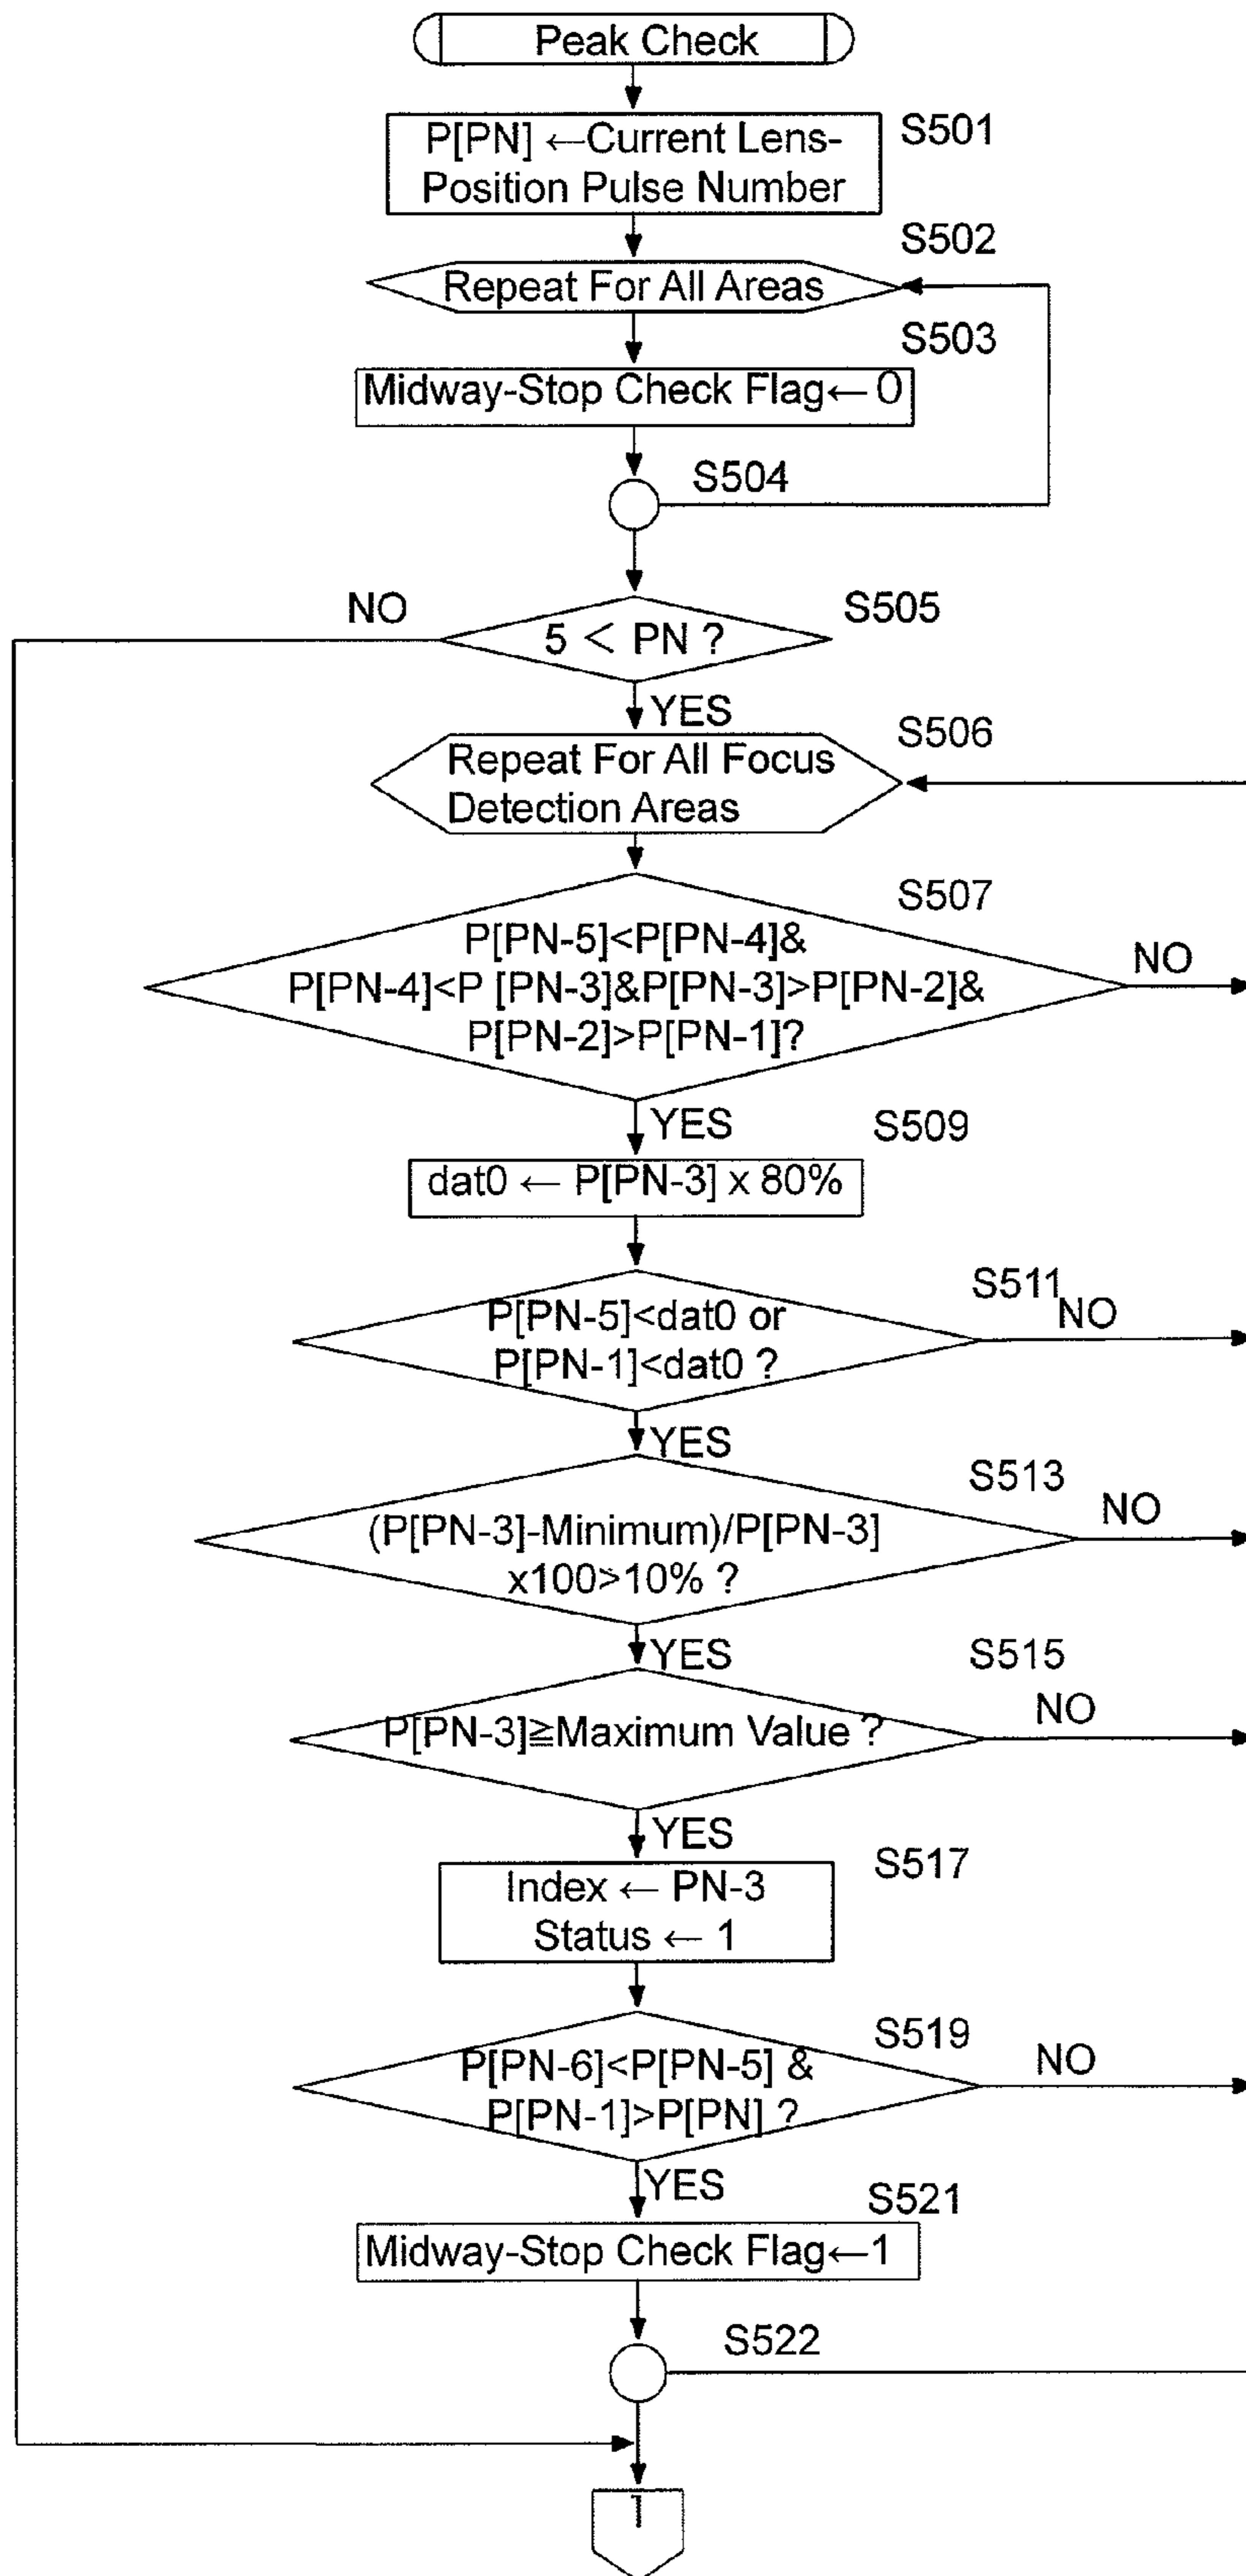 Peak Check
P[PN] ←Current Lens-
Position Pulse Number
S501
S502
Repeat For All Areas
S503
Midway-Stop Check Flag← 0
S504
NO
S505
5 < PN ?
YES
S506
Repeat For All Focus
Detection Areas
S507
P[PN-5]<P[PN-4]&
P[PN-4]<P [PN-3]&P[PN-3]>P[PN-2]&
P[PN-2]>P[PN-1]?
NO
YES
S509
dat0 ← P[PN-3] x 80%
S511
P[PN-5]<dat0 or
P[PN-1]<dat0 ?
NO
YES
S513
(P[PN-3]-Minimum)/P[PN-3]
x100>10% ?
NO
YES
S515
P[PN-3]≧Maximum Value ?
NO
YES
S517
Index ← PN-3
Status ← 1
S519
P[PN-6]<P[PN-5] &
P[PN-1]>P[PN] ?
NO
YES
S521
Midway-Stop Check Flag←1
S522
1